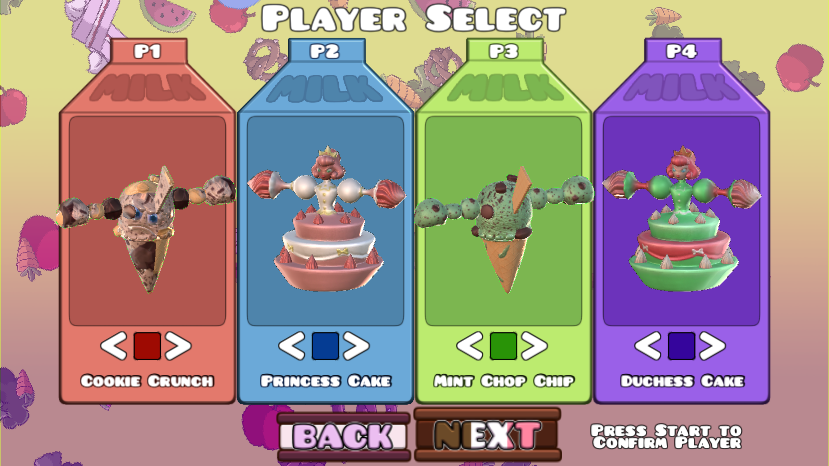 Player Select
P1
P2
P3
P4
MILK
MILK
MILK
MILK
Cookie Crunch
Princess Cake
Mint Chop Chip
Duchess Cake
BACK
NEXT
Press Start to
Confirm Player